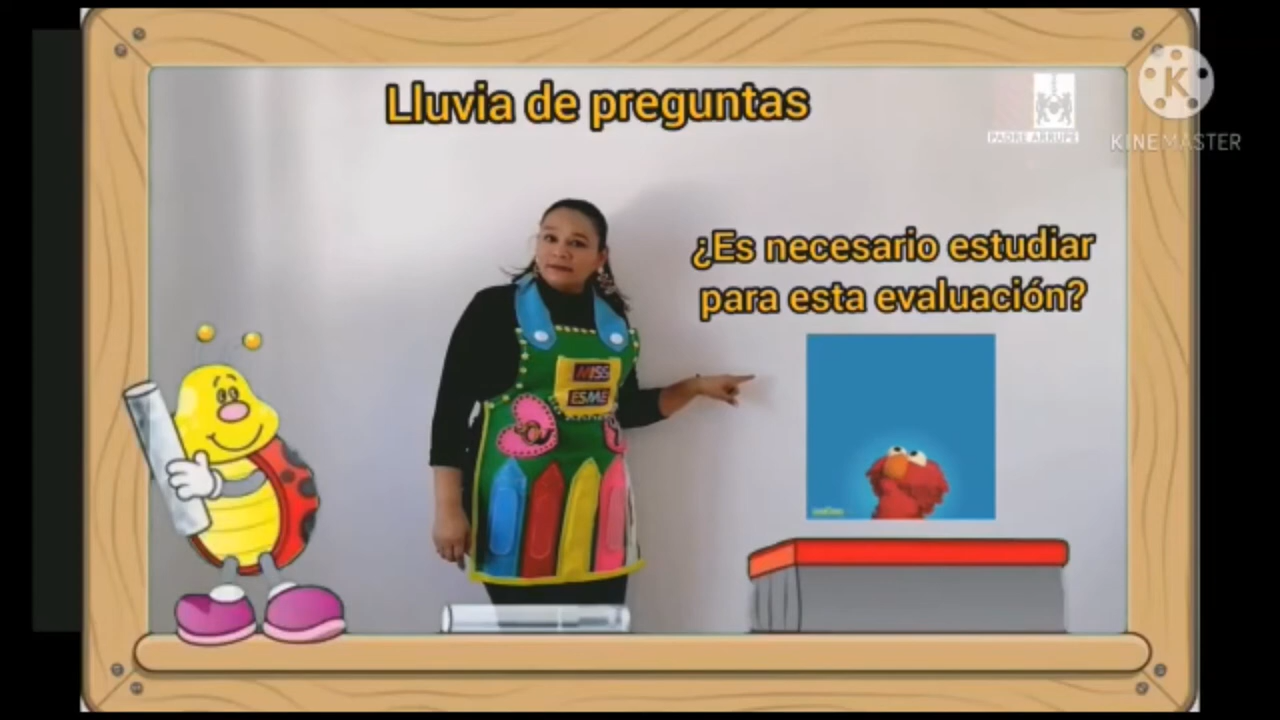 Lluvia de preguntas
PADRE ARRUPE
KINEMASTER
¿Es necesario estudiar
para esta evaluación?
MISS
ESME